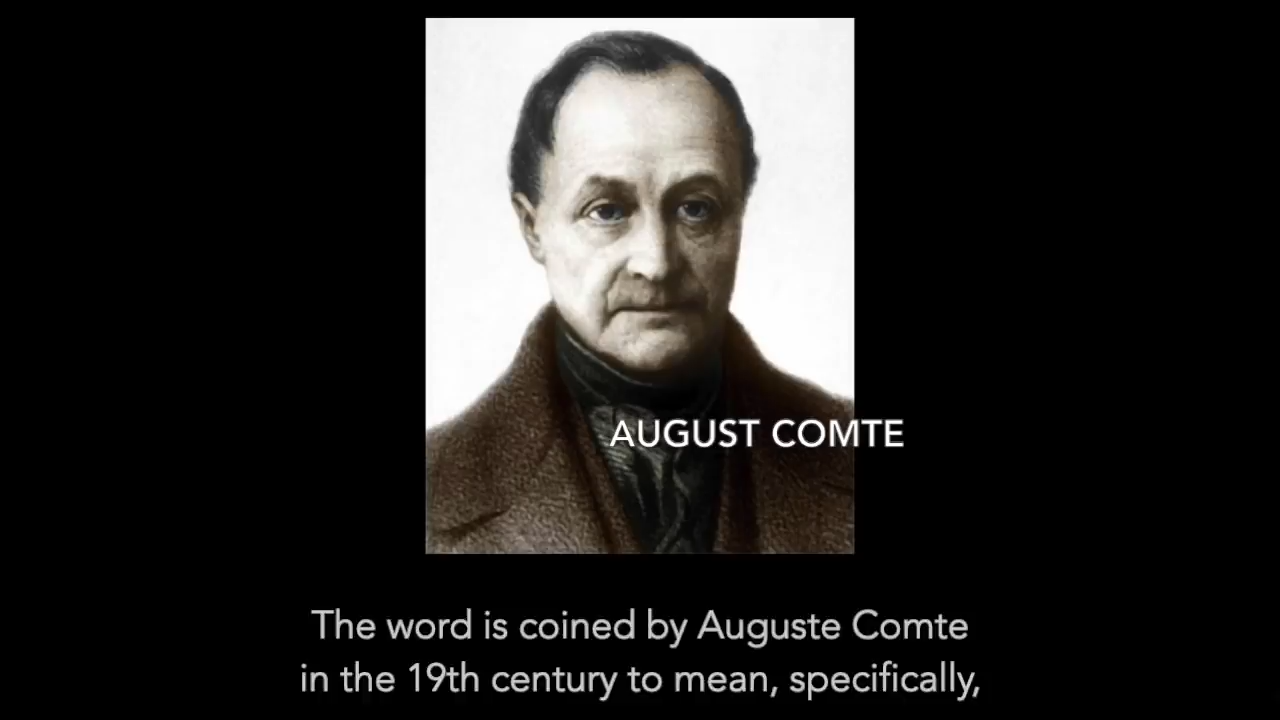 AUGUST COMTE
The word is coined by Auguste Comte
in the 19th century to mean, specifically,